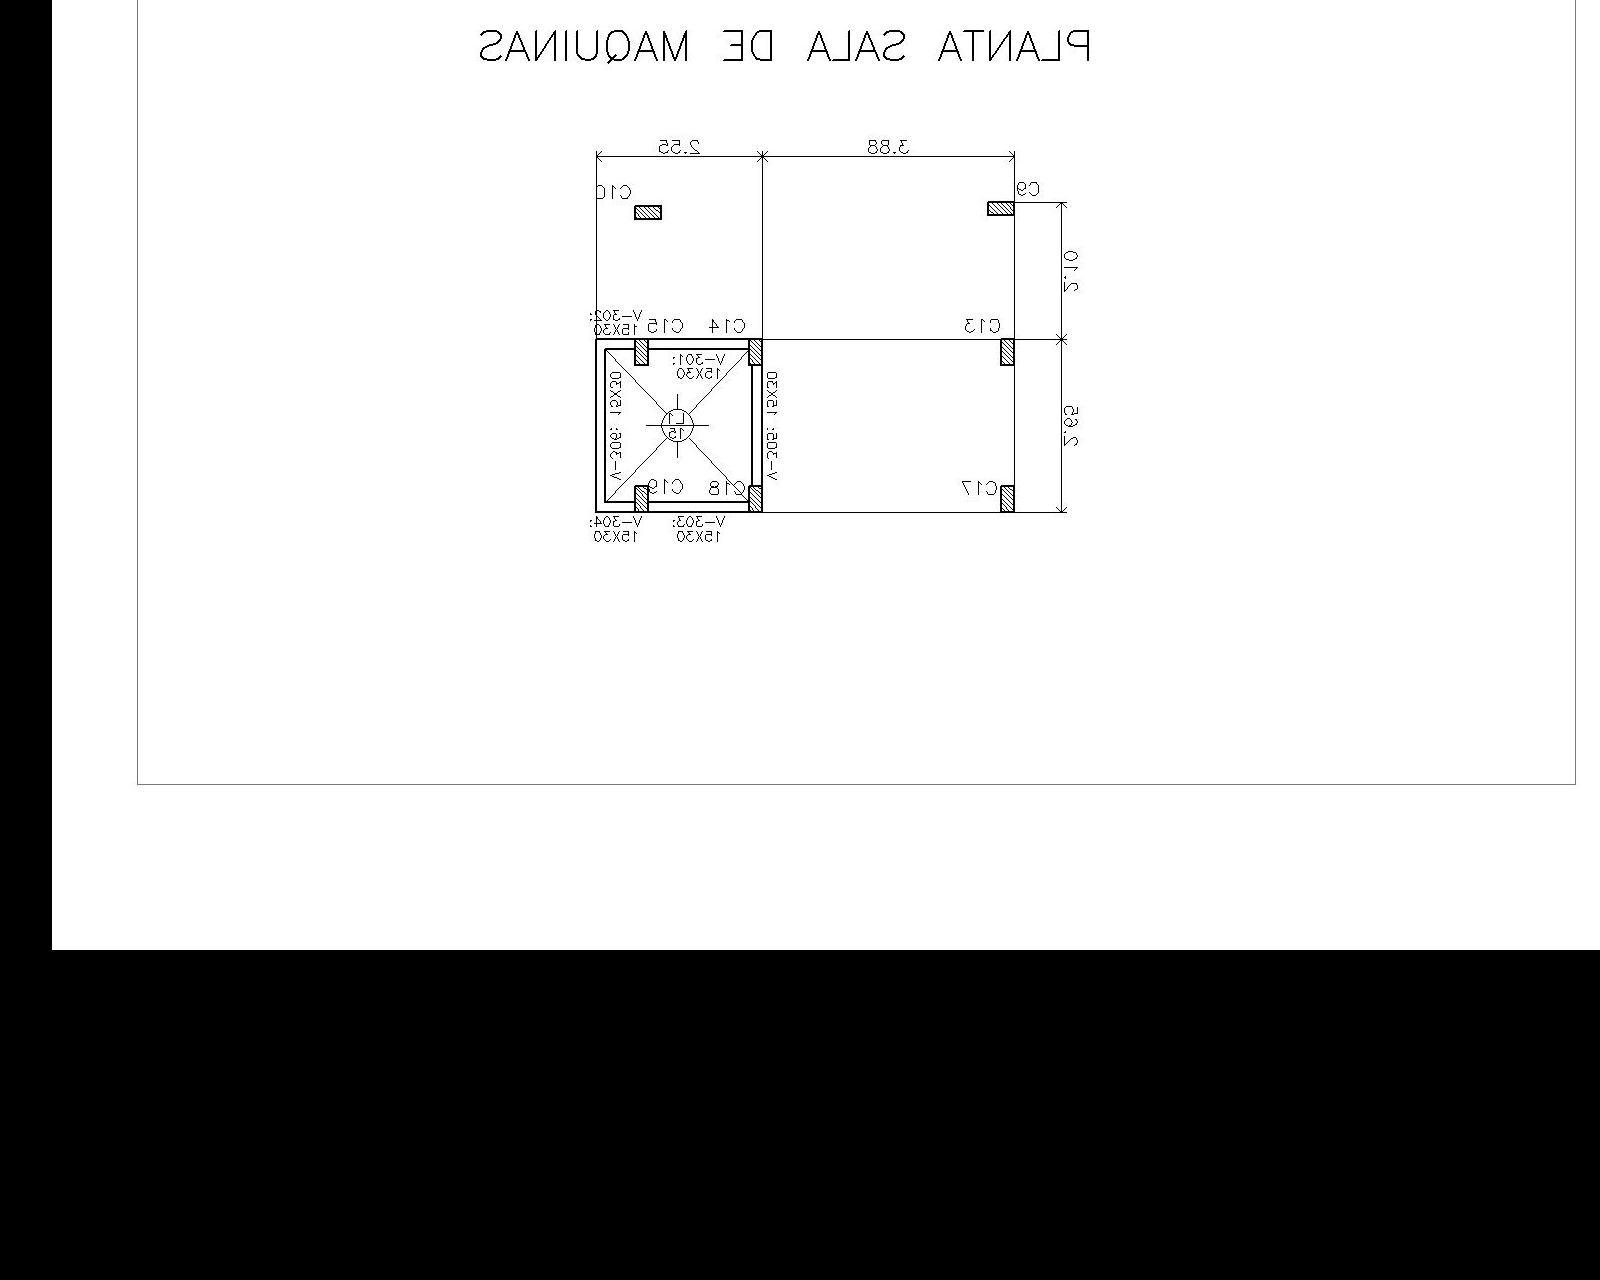 PLANTA SALA DE MAQUINAS
3.88
2.55
C9
C10
2.10
C13
C14
C15
V-302:
15X30
V-301:
15X30
V-305: 15X30
V-306: 15X30
L1
15
2.65
C17
C18
C19
V-303:
15X30
V-304:
15X30